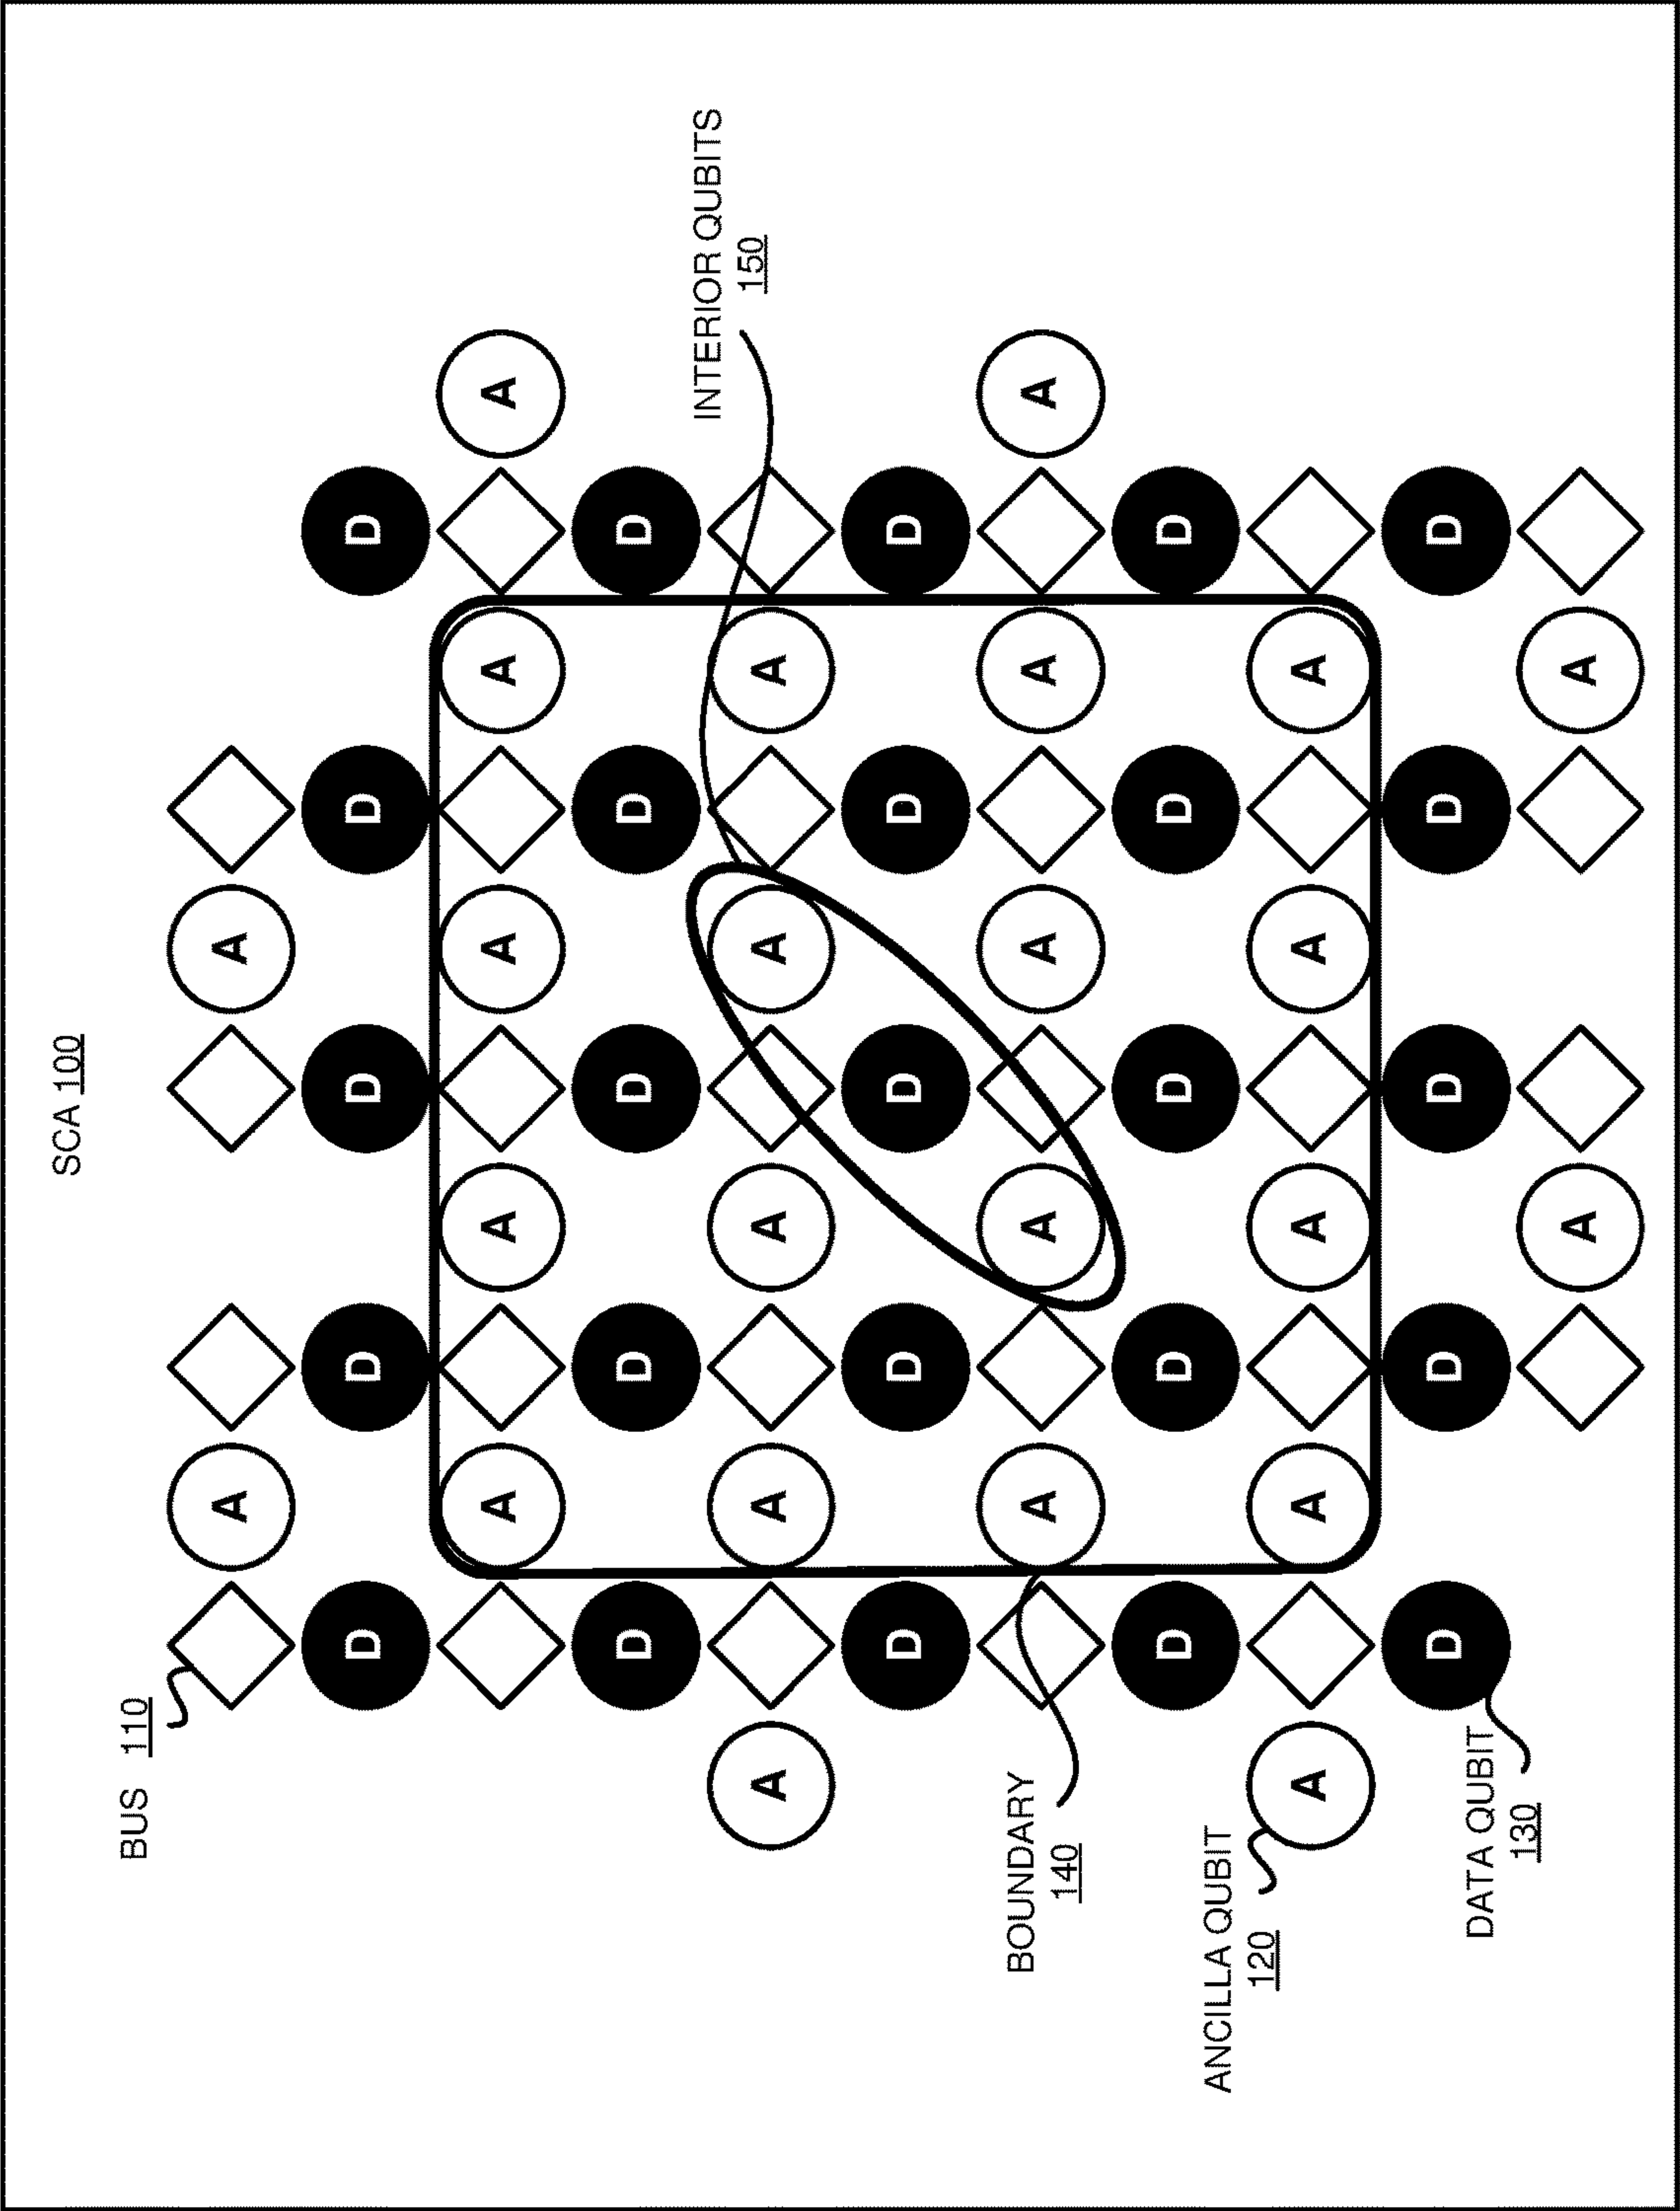 SCA 100
BUS 110
A A
D D D D D
A A A A A
D D D D D
INTERIOR QUBITS
150
A A A A A
D D D D D
BOUNDARY
140
A A A A A
D D D D D
ANCILLA QUBIT
120
A A A A A
D D D D D
DATA QUBIT
130
A A